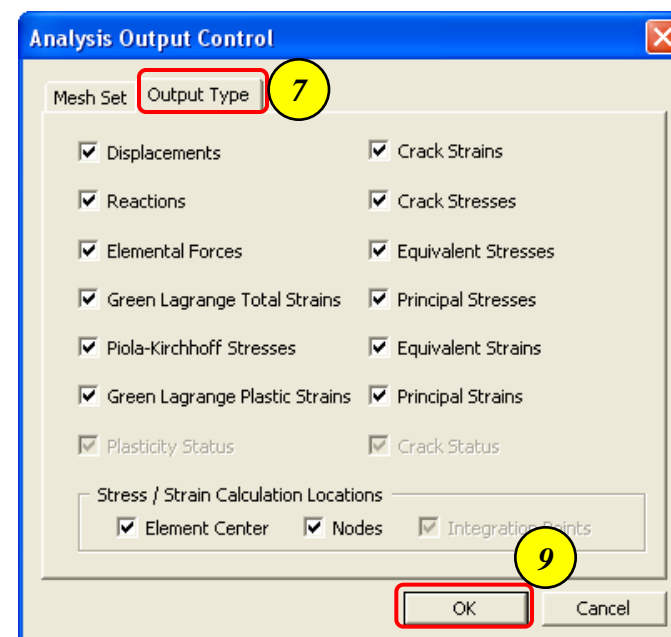 Analysis Output Control
Mesh Set Output Type 7
Displacements Crack Strains
Reactions Crack Stresses
Elemental Forces Equivalent Stresses
Green Lagrange Total Strains Principal Stresses
Piola-Kirchhoff Stresses Equivalent Strains
Green Lagrange Plastic Strains Principal Strains
Plasticity Status Crack Status
Stress / Strain Calculation Locations
Element Center Nodes Integration Points
9
OK Cancel